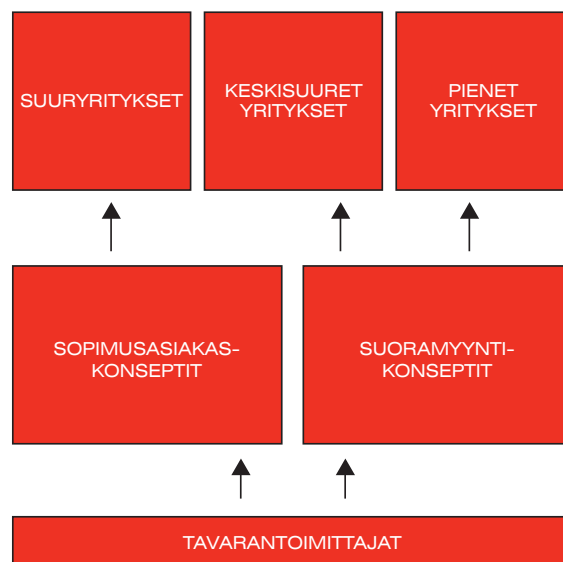 SUURYRITYKSET
KESKISUURET
YRITYKSET
PIENET
YRITYKSET
SOPIMUSASIAKAS-
KONSEPTIT
SUORAMYYNTI-
KONSEPTIT
TAVARANTOIMITTAJAT